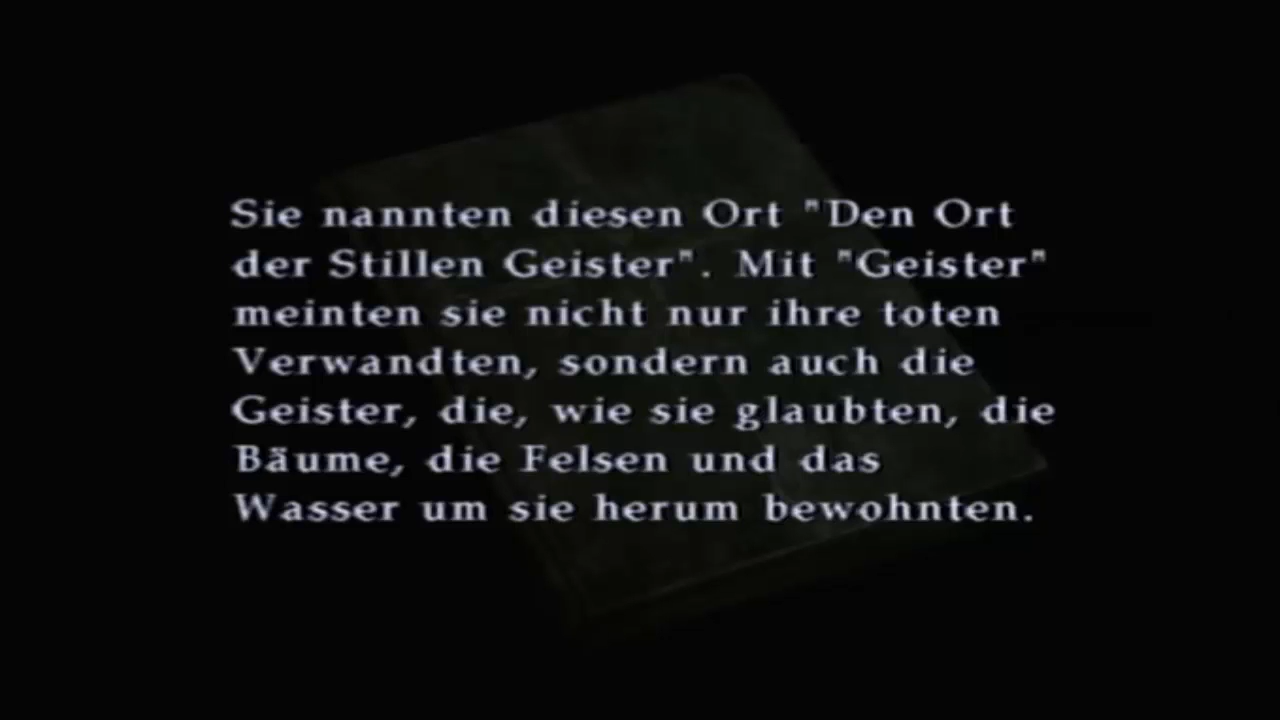 Sie nannten diesen Ort "Den Ort
der Stillen Geister". Mit "Geister"
meinten sie nicht nur ihre toten
Verwandten, sondern auch die
Geister, die, wie sie glaubten, die
Bäume, die Felsen und das
Wasser um sie herum bewohnten.